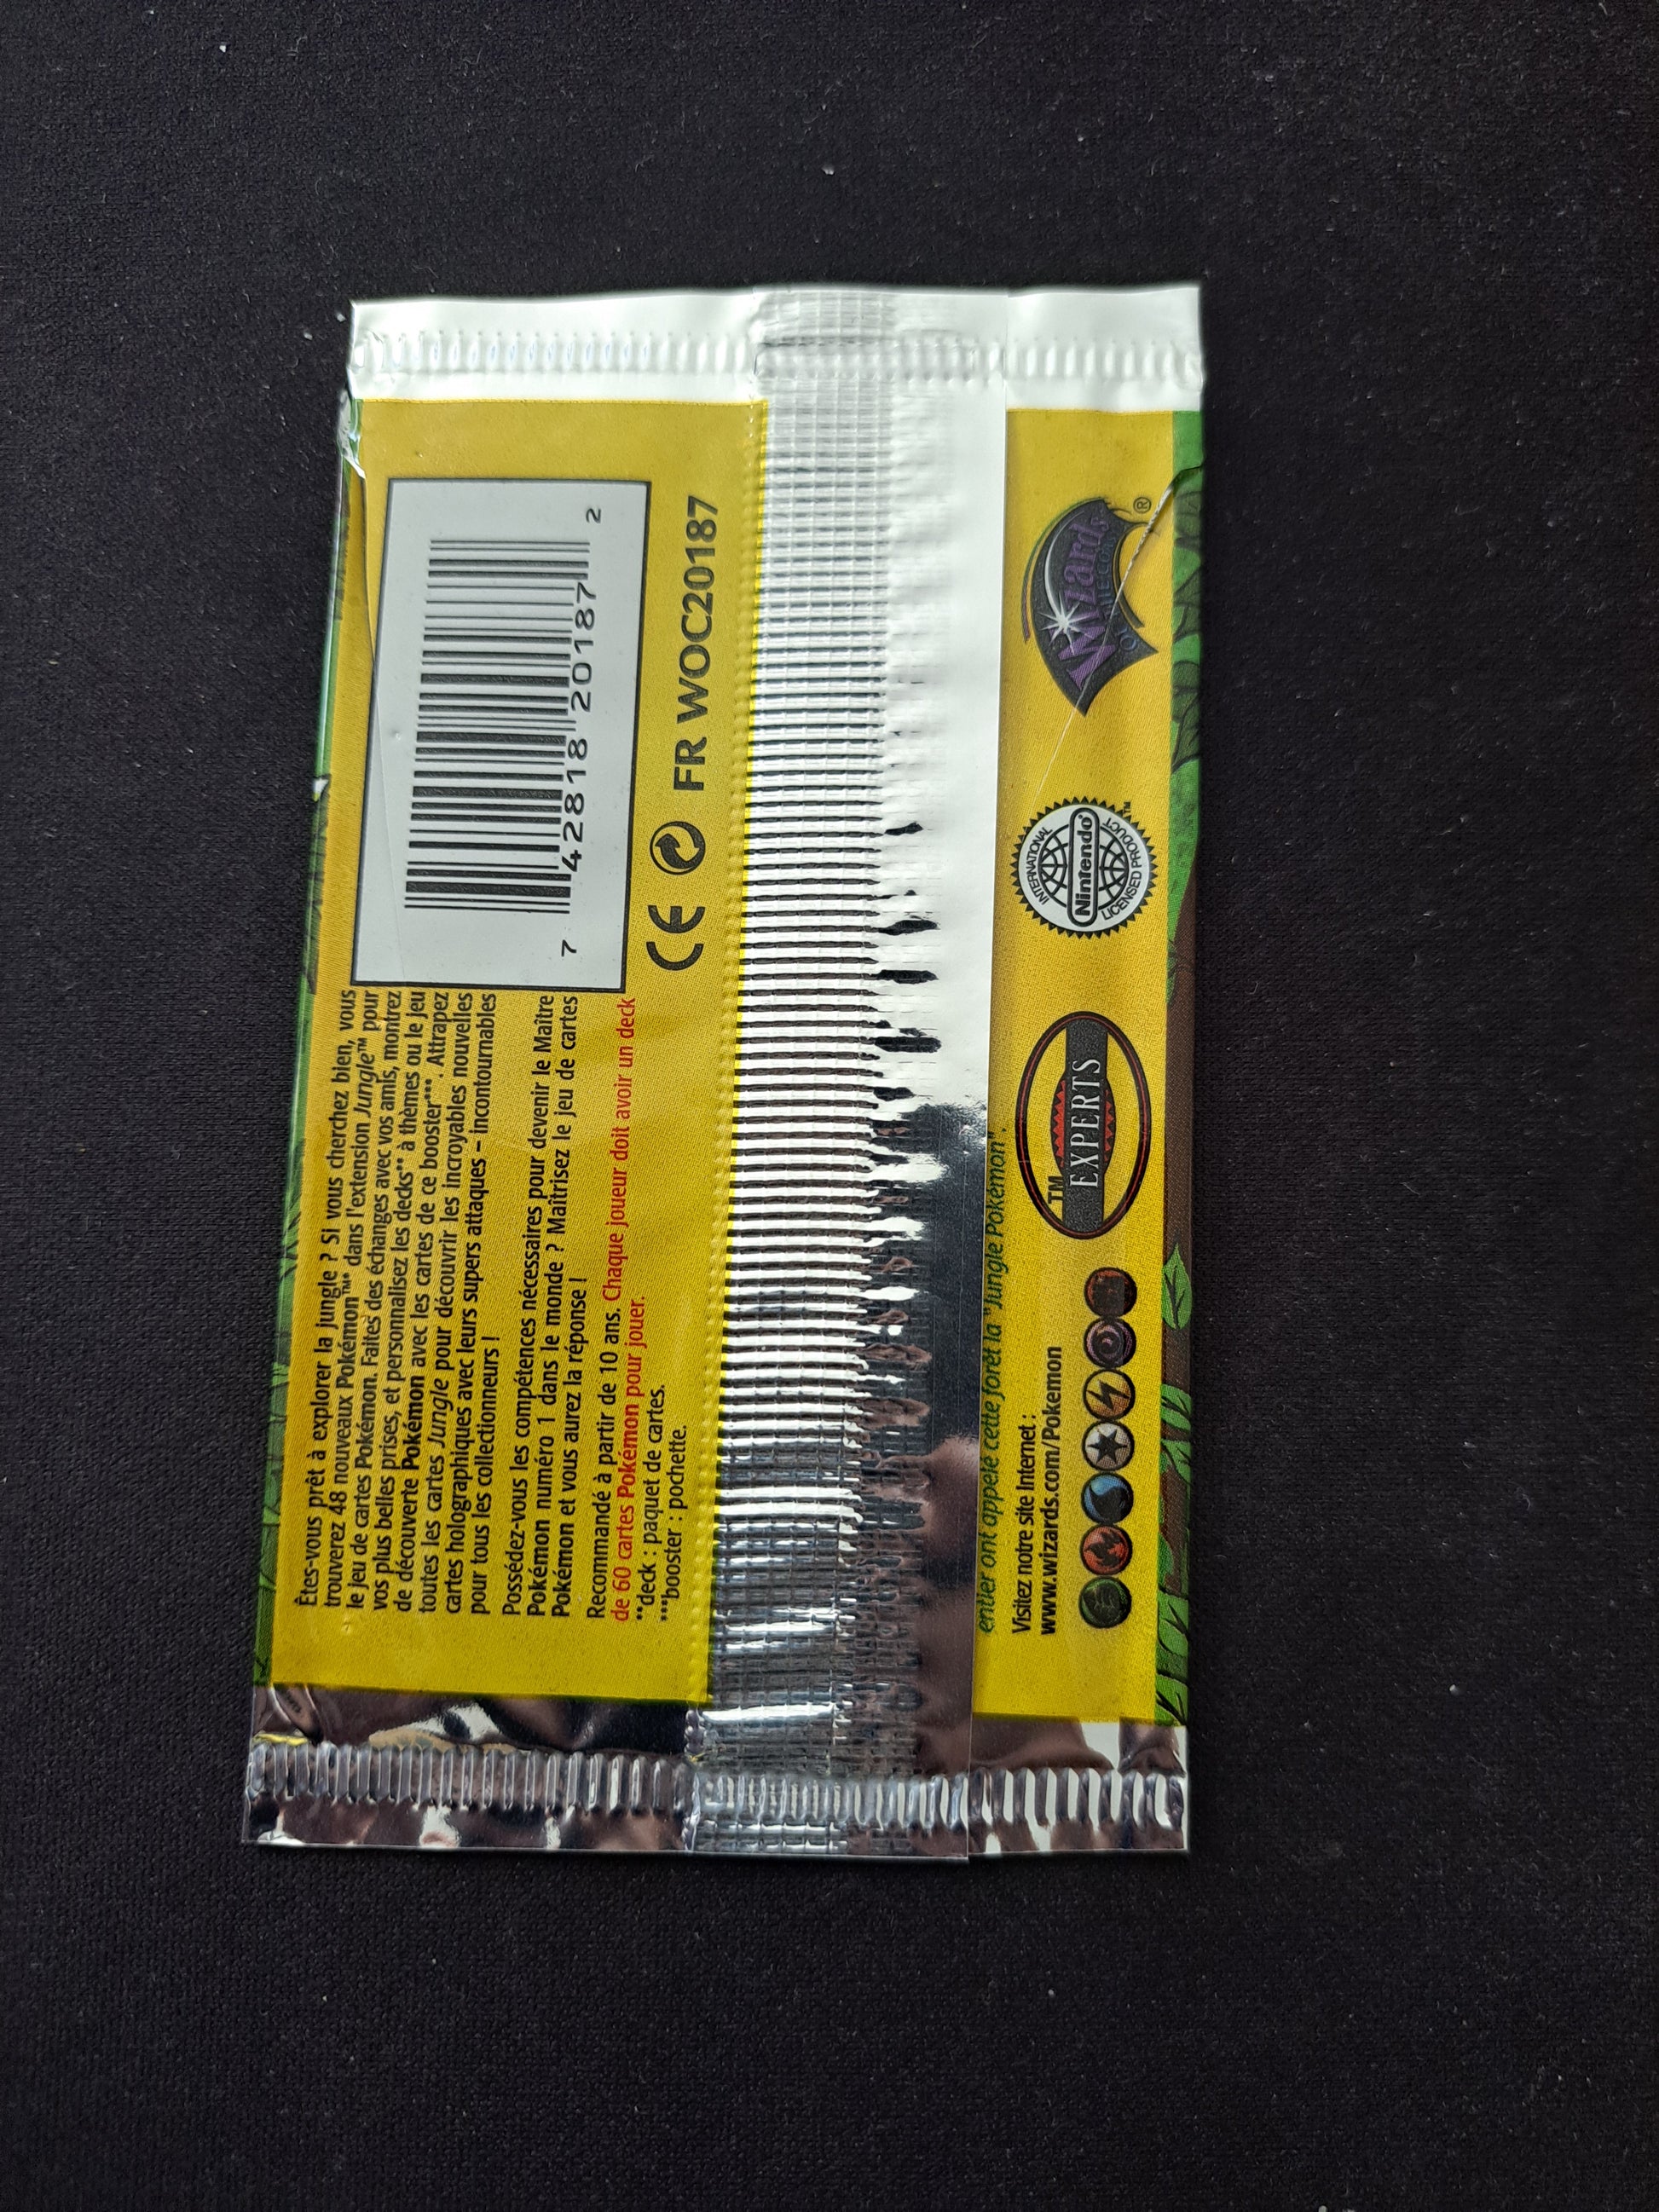 Êtes-vous prêt à explorer la jungle ? Si vous cherchez bien, vous
trouverez 48 nouveaux Pokémon™* dans l'extension Jungle™ pour
le jeu de cartes Pokémon. Faites des échanges avec vos amis, montrez
vos plus belles prises, et personnalisez les decks** à thèmes ou le jeu
de découverte Pokémon avec les cartes de ce booster***. Attrapez
toutes les cartes Jungle pour découvrir les incroyables nouvelles
cartes holographiques avec leurs supers attaques – incontournables
pour tous les collectionneurs !
Possédez-vous les compétences nécessaires pour devenir le Maître
Pokémon numéro 1 dans le monde ? Maîtrisez le jeu de cartes
Pokémon et vous aurez la réponse !
Recommandé à partir de 10 ans. Chaque joueur doit avoir un deck
de 60 cartes Pokémon pour jouer.
**deck : paquet de cartes.
***booster : pochette.
7 42818 20187 2
CE FR WOC20187
entier ont appelé cette forêt la "Jungle Pokémon".
Visitez notre site Internet :
www.wizards.com/Pokemon
EXPERTS™
INTERNATIONAL
Nintendo®
LICENSED PRODUCT™
Wizards
OF THE COAST
®